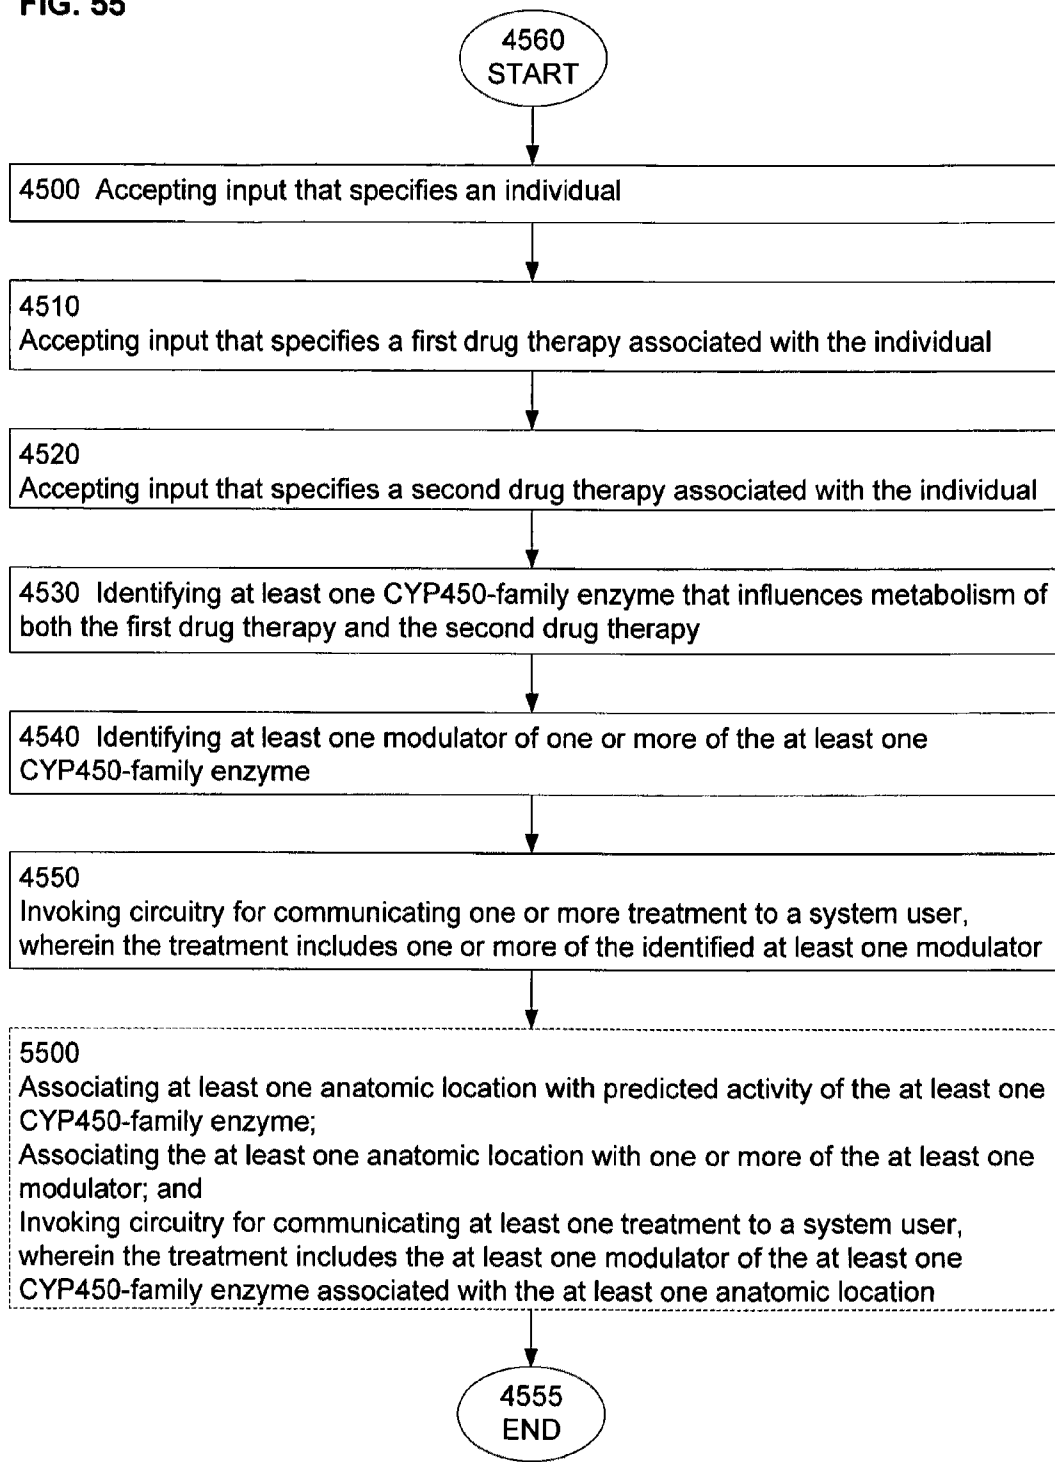 FIG. 55
4560
START
4500 Accepting input that specifies an individual
4510
Accepting input that specifies a first drug therapy associated with the individual
4520
Accepting input that specifies a second drug therapy associated with the individual
4530 Identifying at least one CYP450-family enzyme that influences metabolism of
both the first drug therapy and the second drug therapy
4540 Identifying at least one modulator of one or more of the at least one
CYP450-family enzyme
4550
Invoking circuitry for communicating one or more treatment to a system user,
wherein the treatment includes one or more of the identified at least one modulator
5500
Associating at least one anatomic location with predicted activity of the at least one
CYP450-family enzyme;
Associating the at least one anatomic location with one or more of the at least one
modulator; and
Invoking circuitry for communicating at least one treatment to a system user,
wherein the treatment includes the at least one modulator of the at least one
CYP450-family enzyme associated with the at least one anatomic location
4555
END